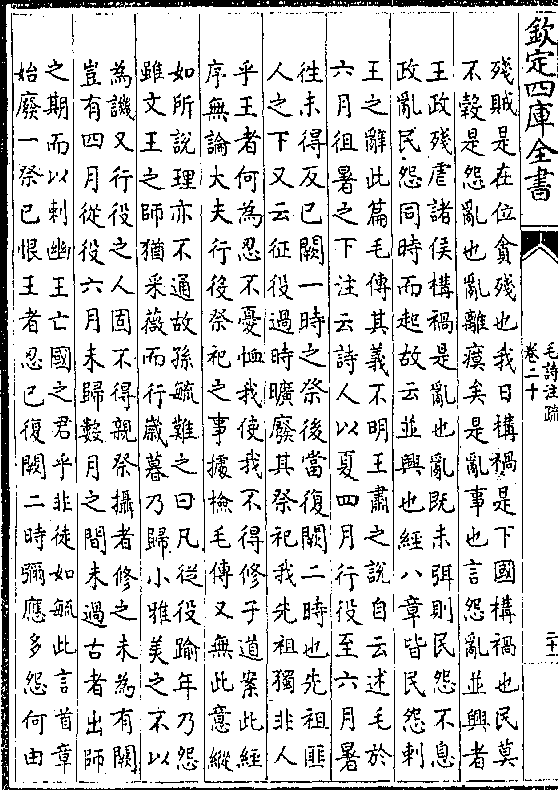 欽定四庫全書
毛詩注疏
卷二十
殘賊是在位貪殘也我日構禍是下國構禍也民莫
不穀是怨亂也亂離瘼矣是亂事也言怨亂並興者
王政殘虐諸侯構禍是亂也亂既未弭則民怨不息
政亂民怨同時而起故云並興也經八章皆民怨刺
王之辭此篇毛傳其義不明王肅之說自云述毛於
六月徂暑之下注云詩人以夏四月行役至六月暑
徃未得反已闕一時之祭後當復闕二時也先祖匪
人之下又云征役過時曠廢其祭祀我先祖獨非人
乎王者何為忍不憂恤我使我不得修子道案此經
序無論大夫行役祭祀之事據檢毛傳又無此意縱
如所說理亦不通故孫毓難之曰凡從役踰年乃怨
雖文王之師猶采薇而行歲暮乃歸小雅美之不以
為譏又行役之人固不得親祭攝者修之未為有闕
豈有四月從役六月未歸數月之間未過古者出師
之期而以刺幽王亡國之君乎非徒如毓此言首章
始廢一祭已恨王者忍已復闕二時彌應多怨何由